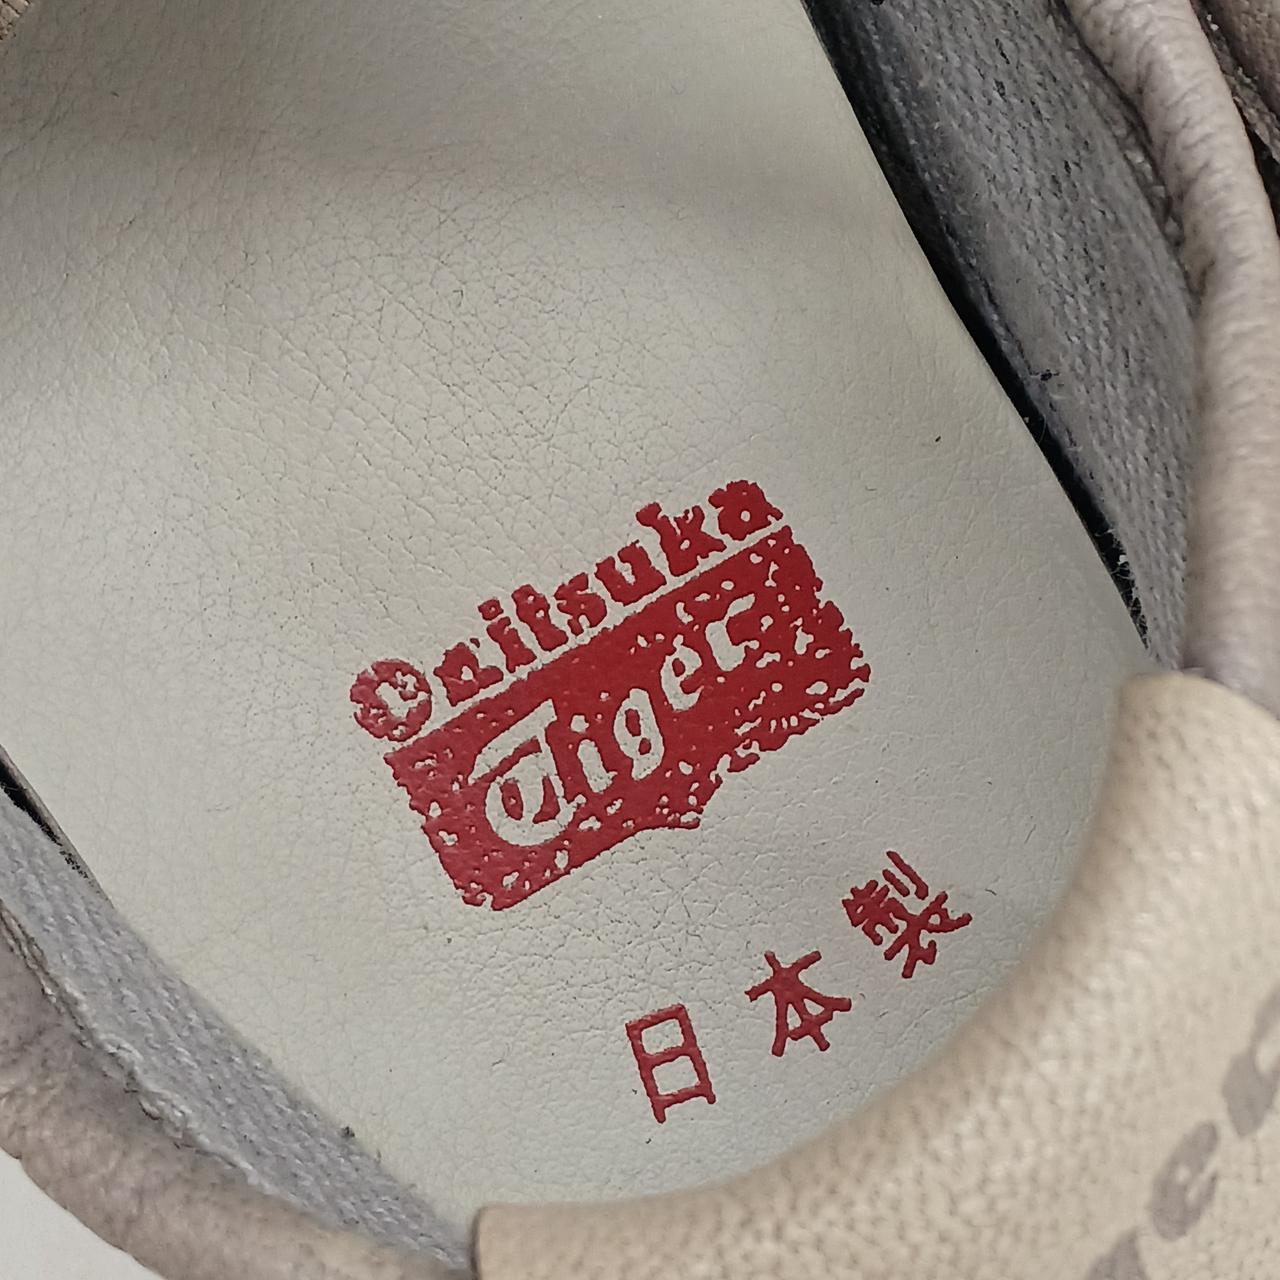 Onitsuka
Tiger
日本製